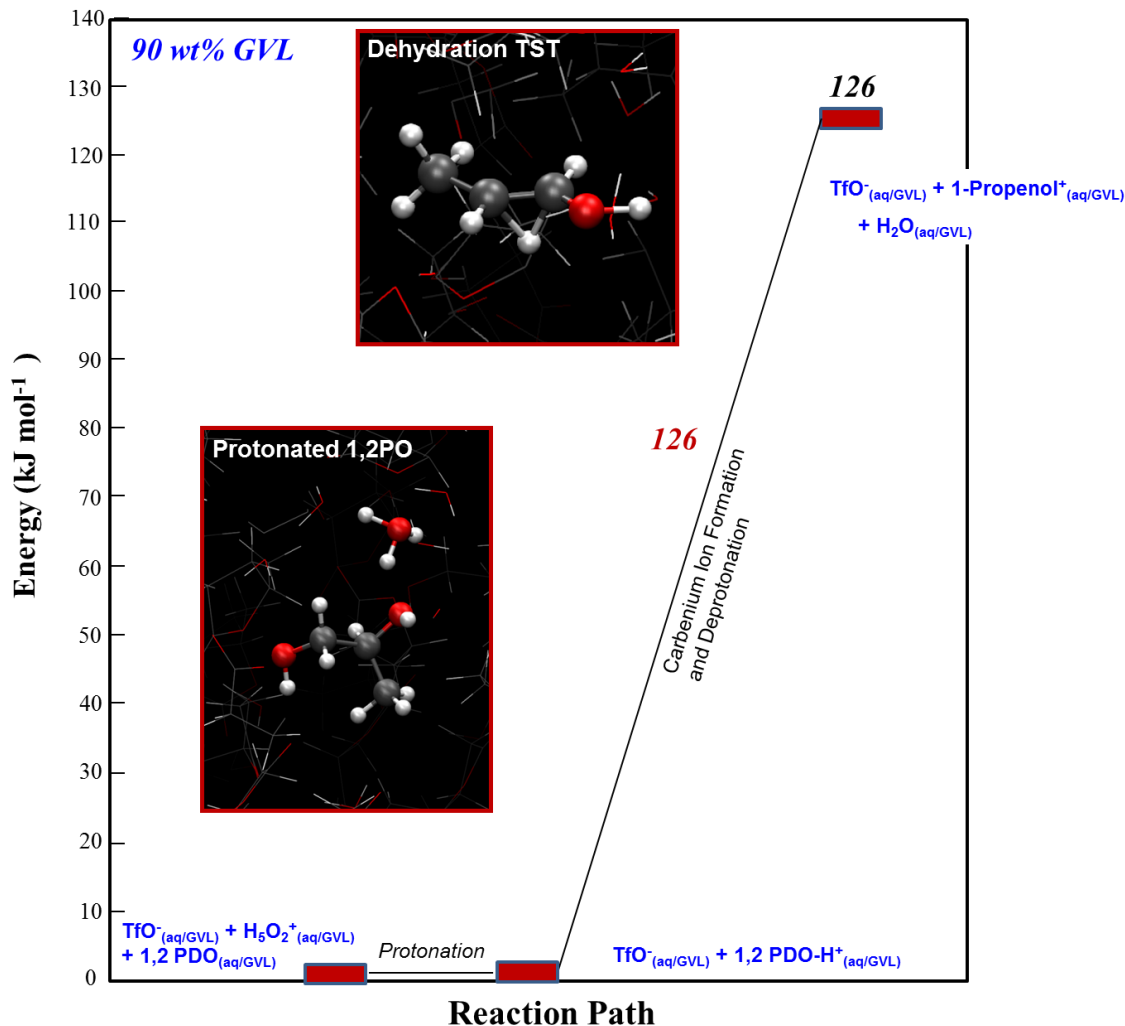 140
90 wt% GVL
Dehydration TST
130
126
120
TfO⁻(aq/GVL) + 1-Propenol⁺(aq/GVL)
+ H₂O(aq/GVL)
110
100
90
80
126
Protonated 1,2PO
70
Carbenium Ion Formation
and Deprotonation
60
50
40
30
20
10
0
Energy (kJ mol⁻¹ )
TfO⁻(aq/GVL) + H₅O₂⁺(aq/GVL)
+ 1,2 PDO(aq/GVL)
Protonation
TfO⁻(aq/GVL) + 1,2 PDO-H⁺(aq/GVL)
Reaction Path